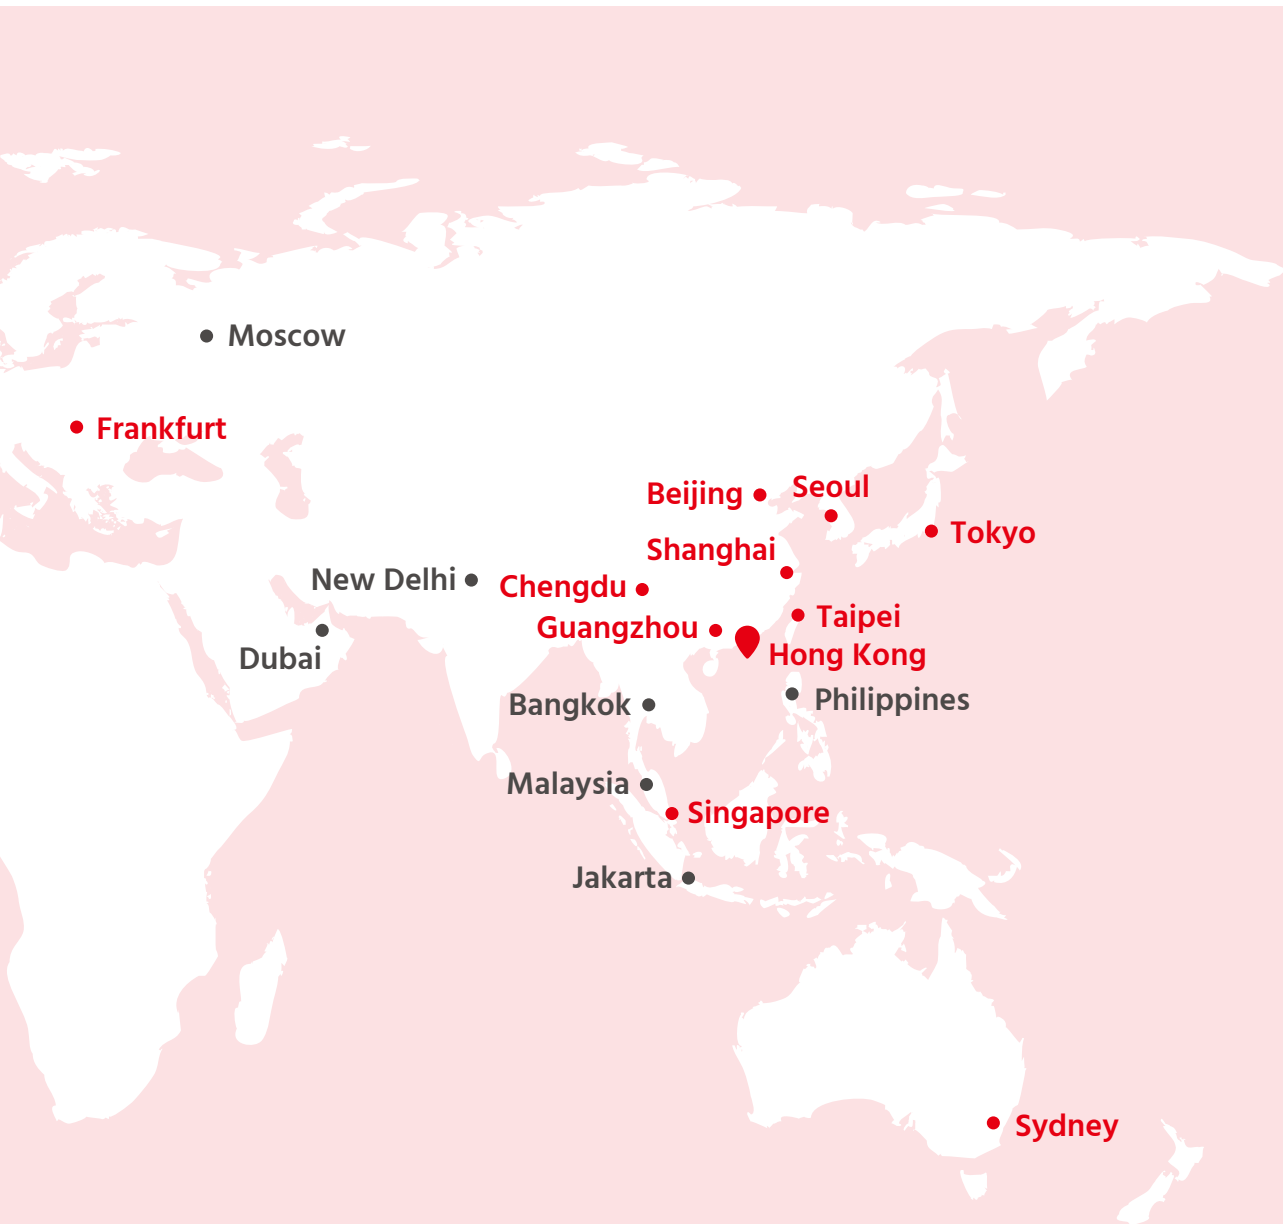 Moscow
Frankfurt
Beijing
Seoul
Tokyo
Shanghai
New Delhi
Chengdu
Taipei
Guangzhou
Hong Kong
Dubai
Philippines
Bangkok
Malaysia
Singapore
Jakarta
Sydney